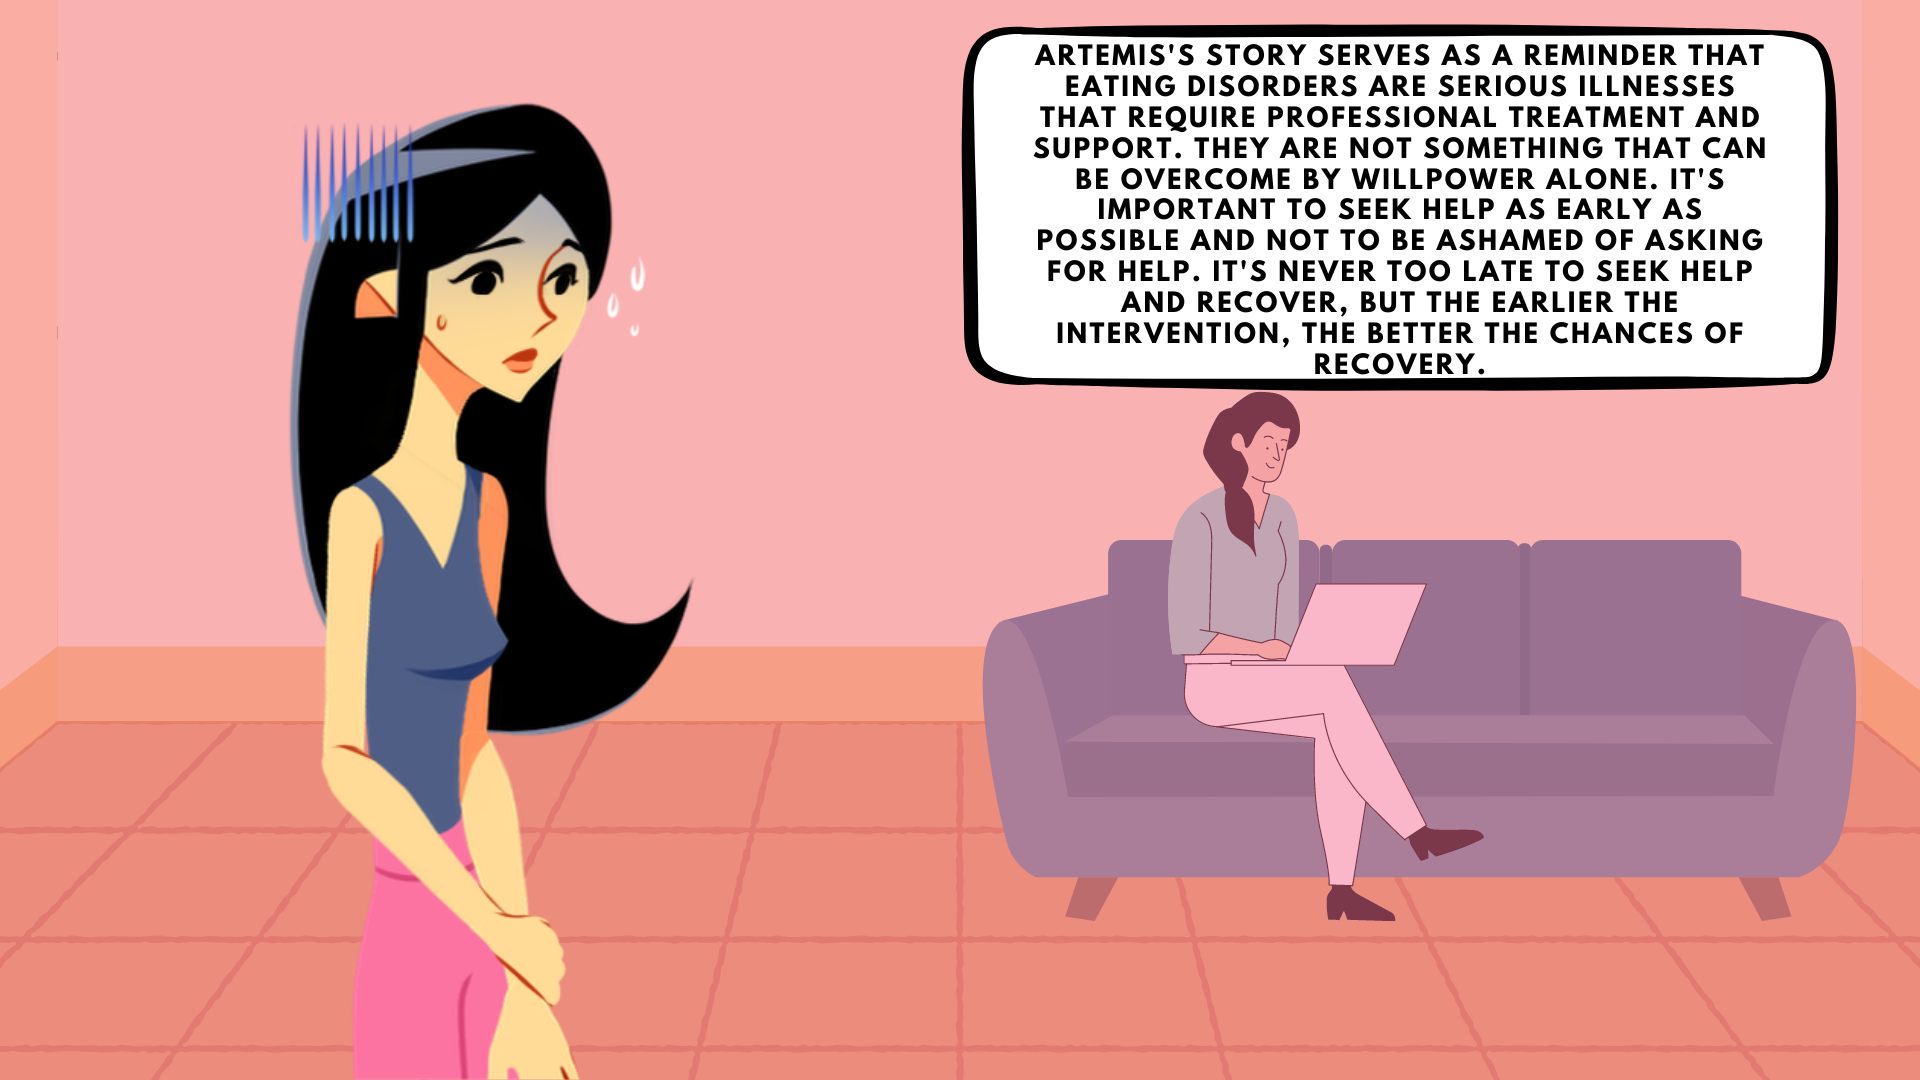 ARTEMIS'S STORY SERVES AS A REMINDER THAT
EATING DISORDERS ARE SERIOUS ILLNESSES
THAT REQUIRE PROFESSIONAL TREATMENT AND
SUPPORT. THEY ARE NOT SOMETHING THAT CAN
BE OVERCOME BY WILLPOWER ALONE. IT'S
IMPORTANT TO SEEK HELP AS EARLY AS
POSSIBLE AND NOT TO BE ASHAMED OF ASKING
FOR HELP. IT'S NEVER TOO LATE TO SEEK HELP
AND RECOVER, BUT THE EARLIER THE
INTERVENTION, THE BETTER THE CHANCES OF
RECOVERY.